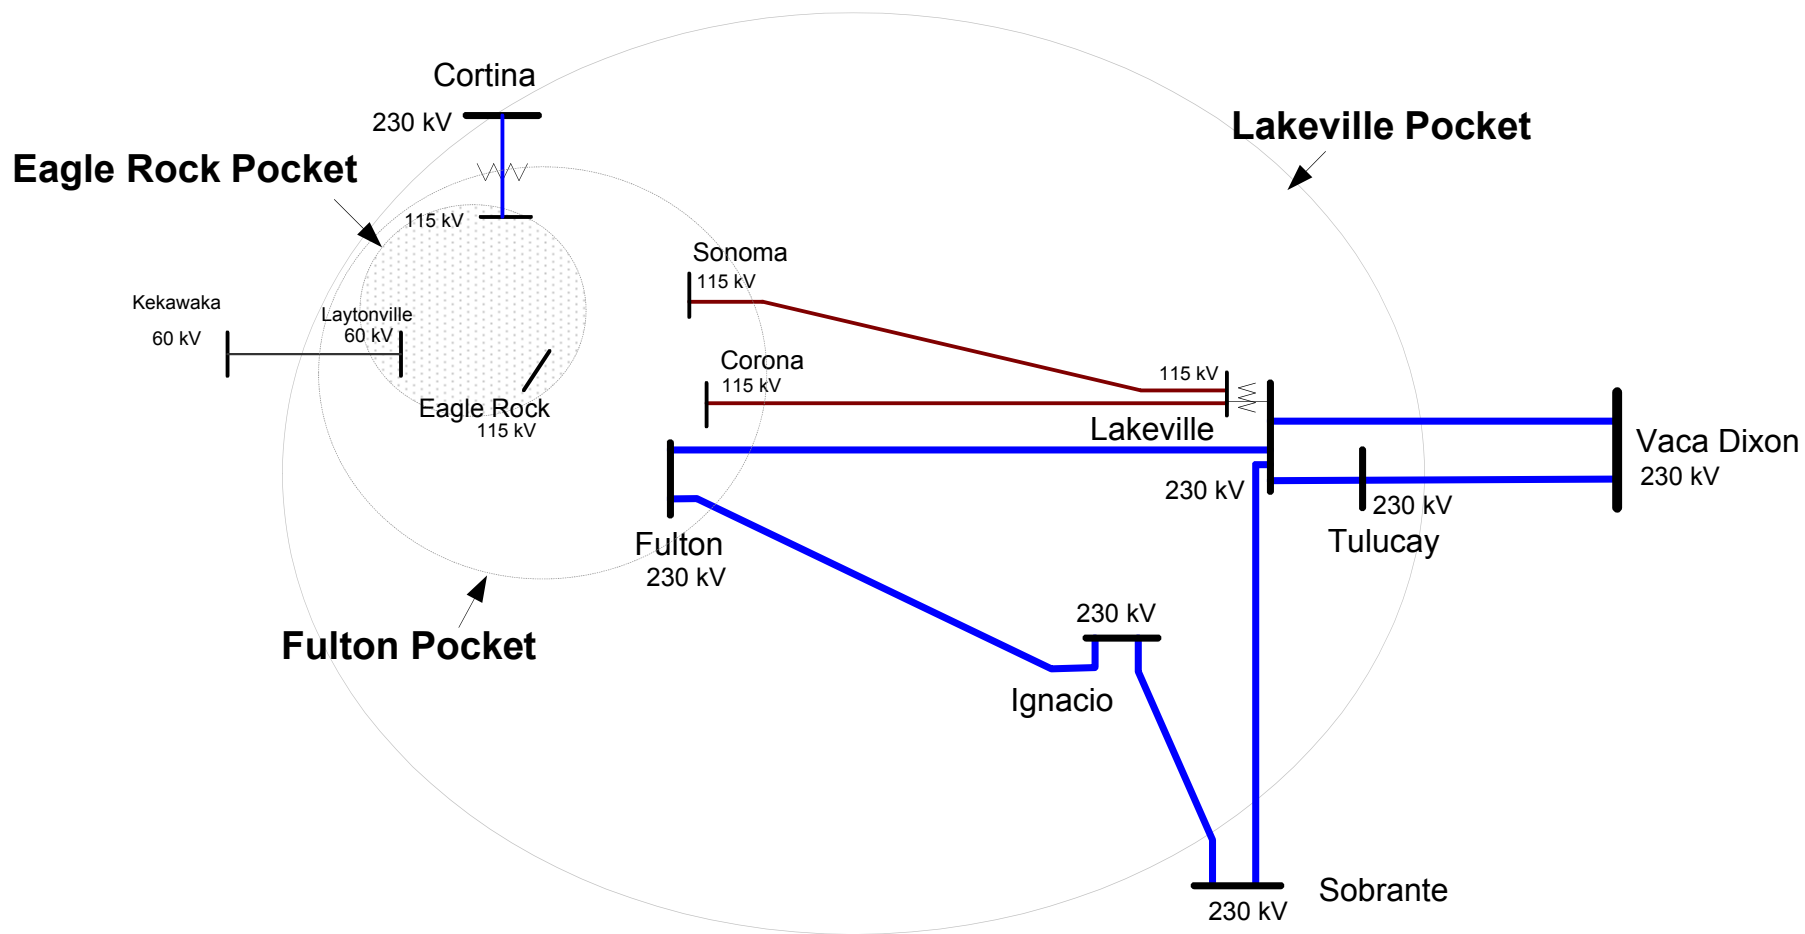 Cortina
230 kV
Lakeville Pocket
Eagle Rock Pocket
115 kV
Sonoma
115 kV
Kekawaka
60 kV
Laytonville
60 kV
Corona
115 kV
115 kV
Eagle Rock
115 kV
Lakeville
230 kV
Vaca Dixon
230 kV
230 kV
Tulucay
Fulton
230 kV
Fulton Pocket
230 kV
Ignacio
Sobrante
230 kV